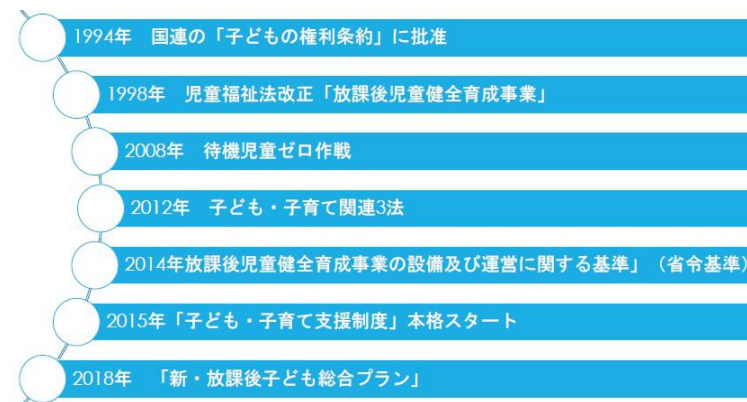 1994年　国連の「子どもの権利条約」に批准
1998年　児童福祉法改正「放課後児童健全育成事業」
2008年　待機児童ゼロ作戦
2012年　子ども・子育て関連3法
2014年放課後児童健全育成事業の設備及び運営に関する基準」（省令基準）
2015年「子ども・子育て支援制度」本格スタート
2018年　「新・放課後子ども総合プラン」